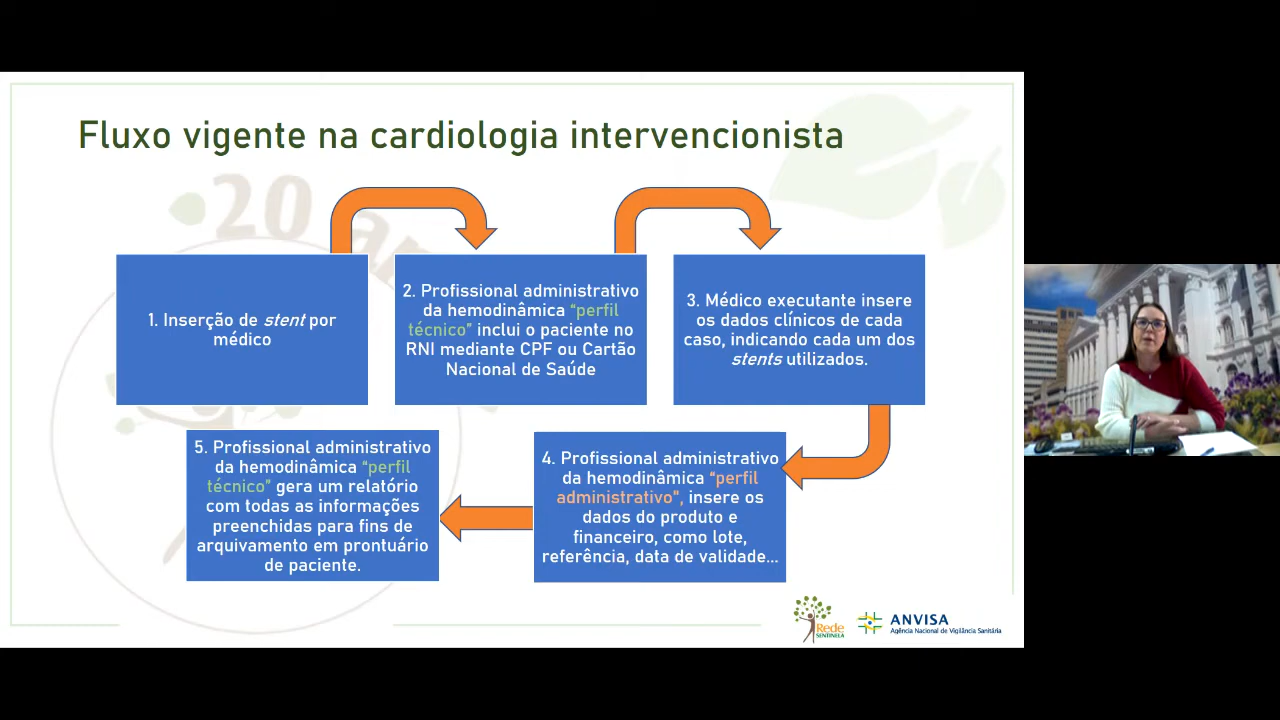 Fluxo vigente na cardiologia intervencionista
20 an
1. Inserção de stent por
médico
2. Profissional administrativo
da hemodinâmica “perfil
técnico” inclui o paciente no
RNI mediante CPF ou Cartão
Nacional de Saúde
3. Médico executante insere
os dados clínicos de cada
caso, indicando cada um dos
stents utilizados.
4. Profissional administrativo
da hemodinâmica “perfil
administrativo”, insere os
dados do produto e
financeiro, como lote,
referência, data de validade...
5. Profissional administrativo
da hemodinâmica “perfil
técnico” gera um relatório
com todas as informações
preenchidas para fins de
arquivamento em prontuário
de paciente.
Rede
SENTINELA
ANVISA
Agência Nacional de Vigilância Sanitária